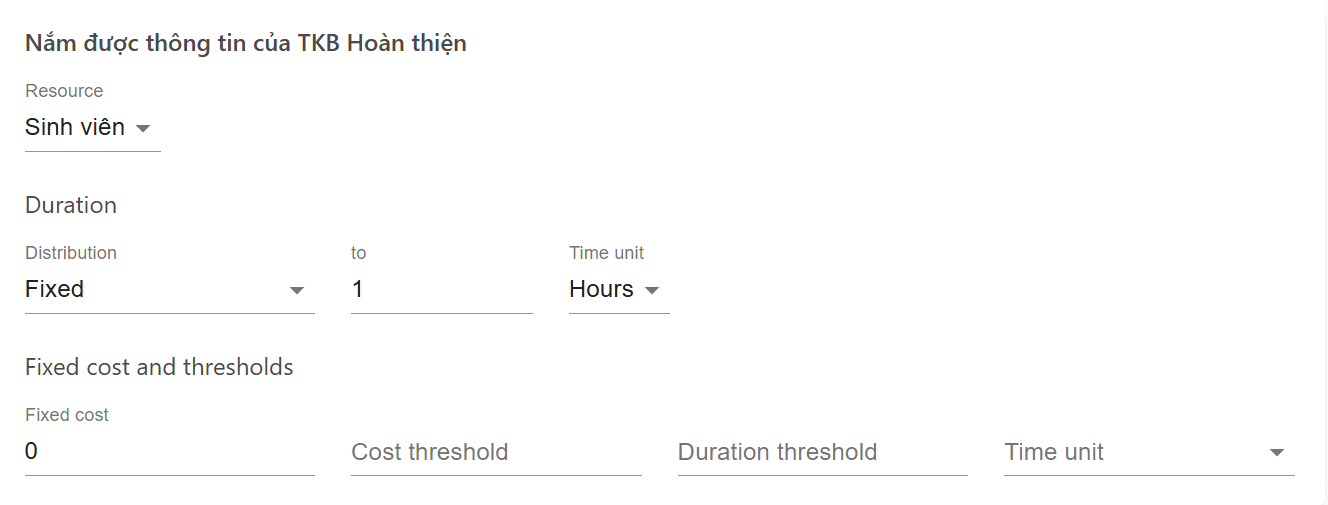 Nắm được thông tin của TKB Hoàn thiện
Resource
Sinh viên
Duration
Distribution to Time unit
Fixed 1 Hours
Fixed cost and thresholds
Fixed cost
0 Cost threshold Duration threshold Time unit